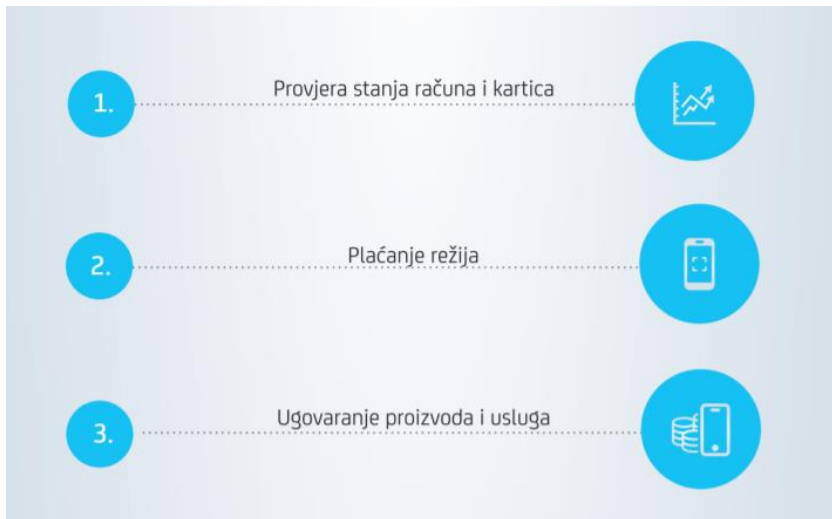 1. Provjera stanja računa i kartica
2. Plaćanje režija
3. Ugovaranje proizvoda i usluga